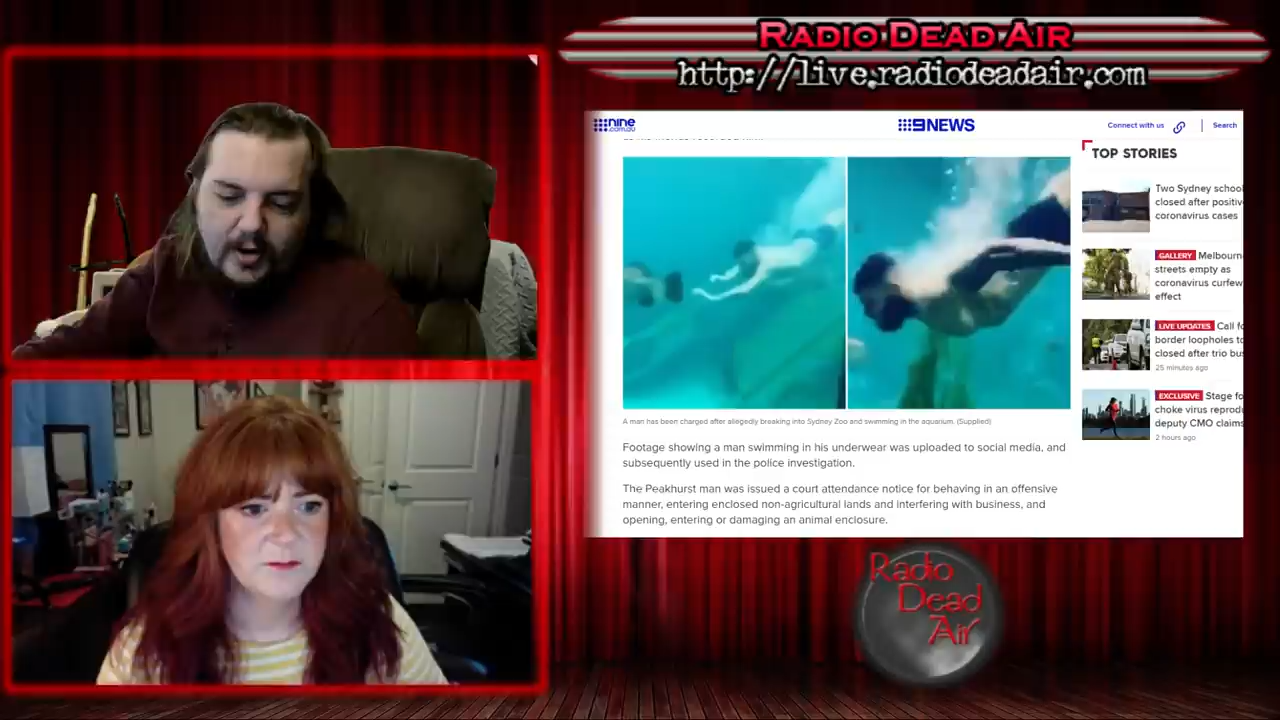 RADIO DEAD AIR
http://live.radiodeadair.com
nine
.com.au
9NEWS
Connect with us
Search
TOP STORIES
Two Sydney school
closed after positiv
coronavirus cases
GALLERY Melbourn
streets empty as
coronavirus curfew
effect
LIVE UPDATES Call fo
border loopholes to
closed after trio bu
25 minutes ago
EXCLUSIVE Stage fo
choke virus reprodu
deputy CMO claims
2 hours ago
A man has been charged after allegedly breaking into Sydney Zoo and swimming in the aquarium. (Supplied)
Footage showing a man swimming in his underwear was uploaded to social media, and
subsequently used in the police investigation.
The Peakhurst man was issued a court attendance notice for behaving in an offensive
manner, entering enclosed non-agricultural lands and interfering with business, and
opening, entering or damaging an animal enclosure.
Radio
Dead
Air